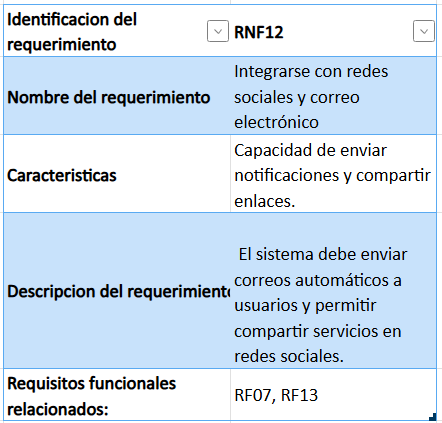 Identificacion del
requerimiento
RNF12
Nombre del requerimiento
Integrarse con redes
sociales y correo
electrónico
Caracteristicas
Capacidad de enviar
notificaciones y compartir
enlaces.
Descripcion del requerimiento
El sistema debe enviar
correos automáticos a
usuarios y permitir
compartir servicios en
redes sociales.
Requisitos funcionales
relacionados:
RF07, RF13